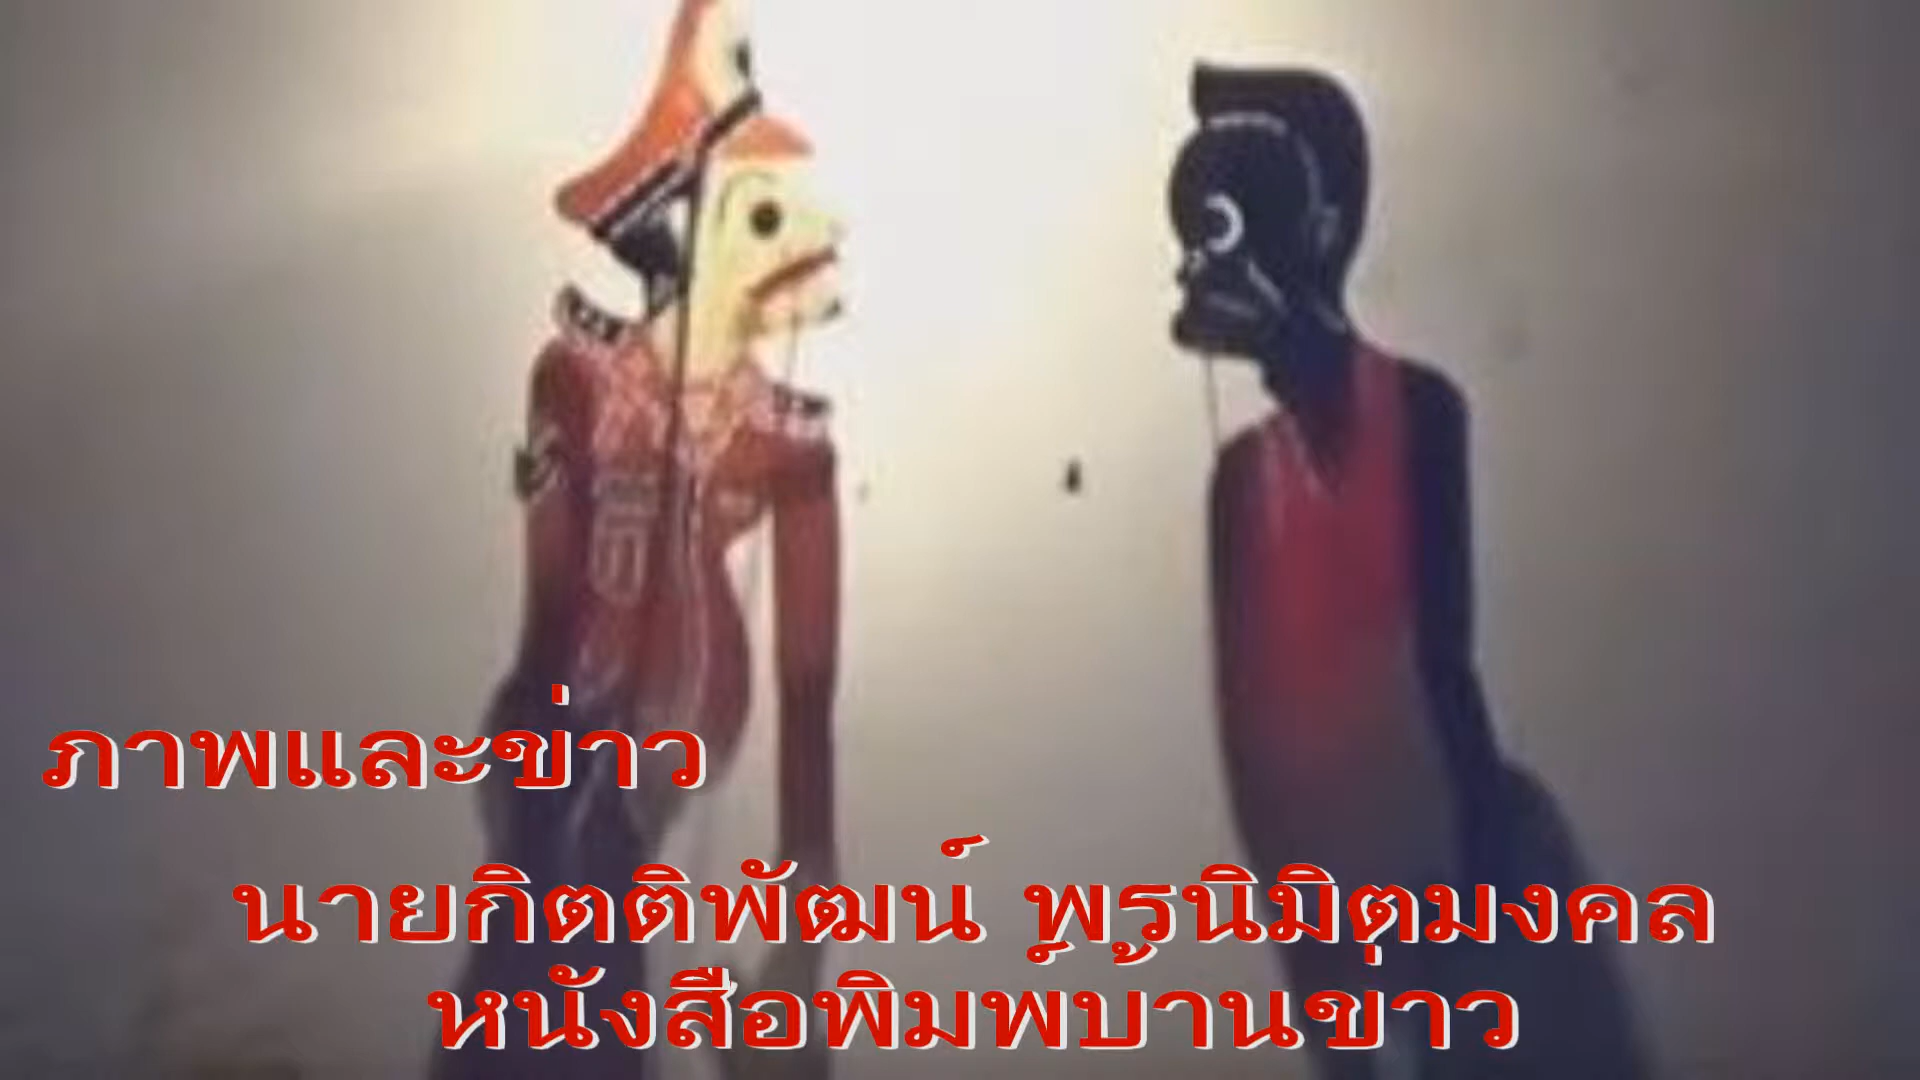 ภาพและข่าว
นายกิตติพัฒน์ พรนิมิตมงคล
หนังสือพิมพ์บ้านข่าว